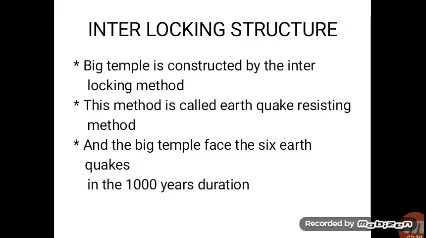 INTER LOCKING STRUCTURE
* Big temple is constructed by the inter
locking method
* This method is called earth quake resisting
method
* And the big temple face the six earth
quakes
in the 1000 years duration
Recorded by Mobizen